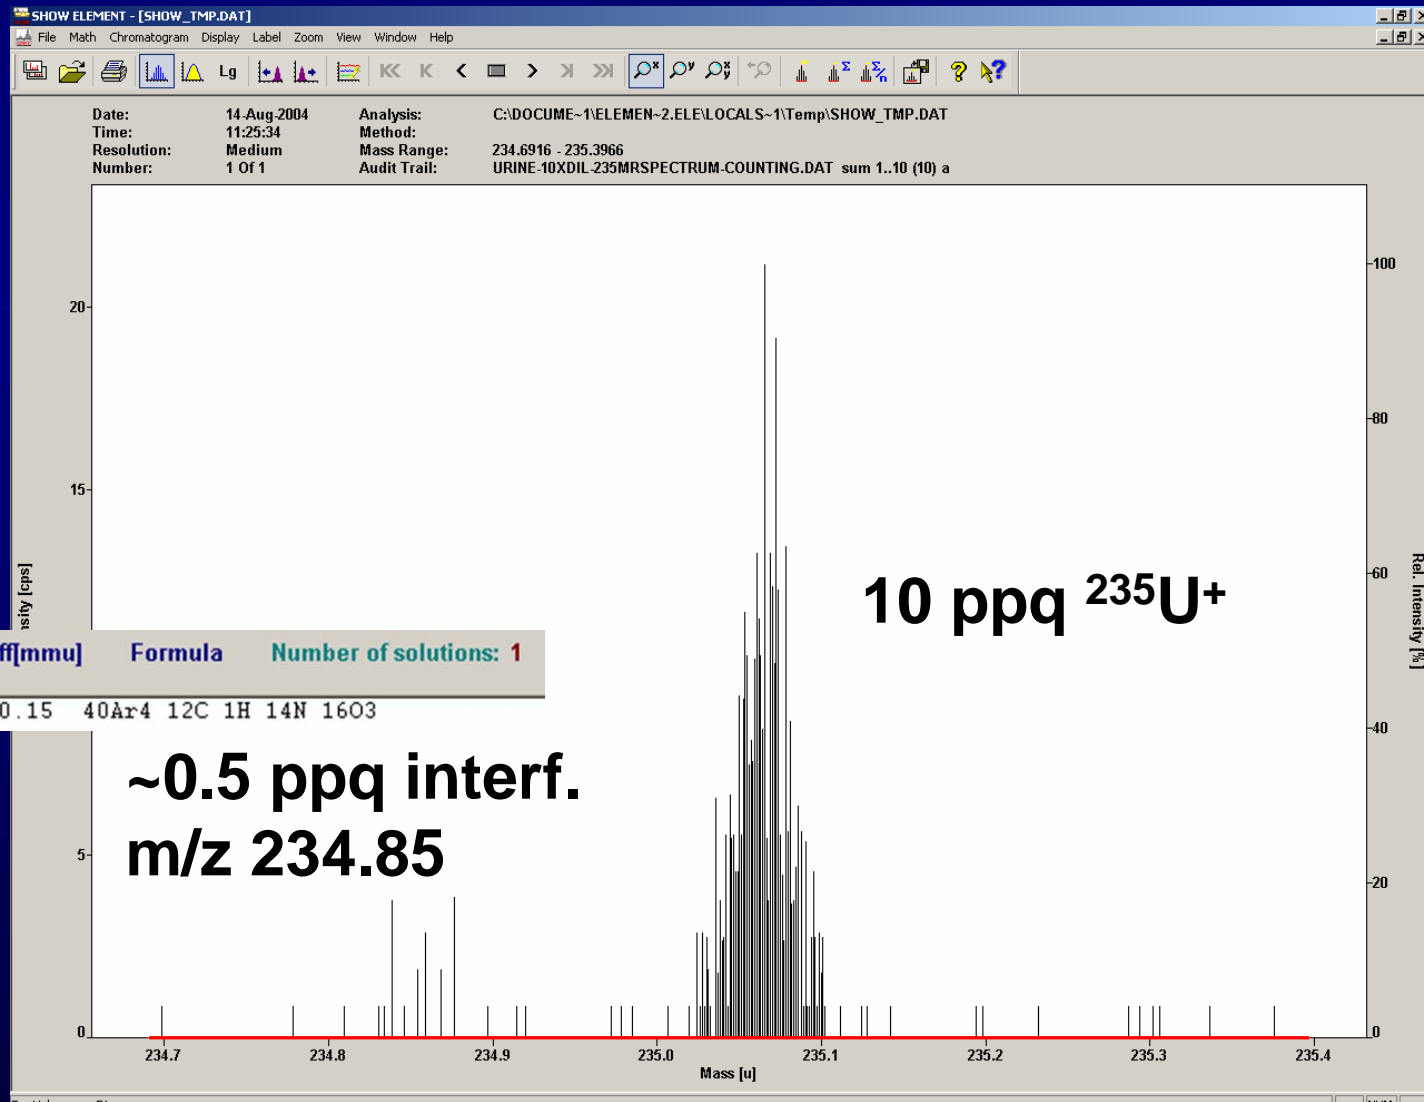 SHOW ELEMENT - [SHOW_TMP.DAT]
File Math Chromatogram Display Label Zoom View Window Help
Lg
Date: 14-Aug-2004 Analysis: C:\DOCUME~1\ELEMEN~2.ELE\LOCALS~1\Temp\SHOW_TMP.DAT
Time: 11:25:34 Method:
Resolution: Medium Mass Range: 234.6916 - 235.3966
Number: 1 Of 1 Audit Trail: URINE-10XDIL-235MRSPECTRUM-COUNTING.DAT sum 1..10 (10) a
100
20
80
15
60
10 ppq 235U+
Rel. Intensity [%]
ff[mmu] Formula Number of solutions: 1
0.15 40Ar4 12C 1H 14N 16O3
40
~0.5 ppq interf.
m/z 234.85
5
20
0
0
234.7 234.8 234.9 235.0 235.1 235.2 235.3 235.4
Mass [u]